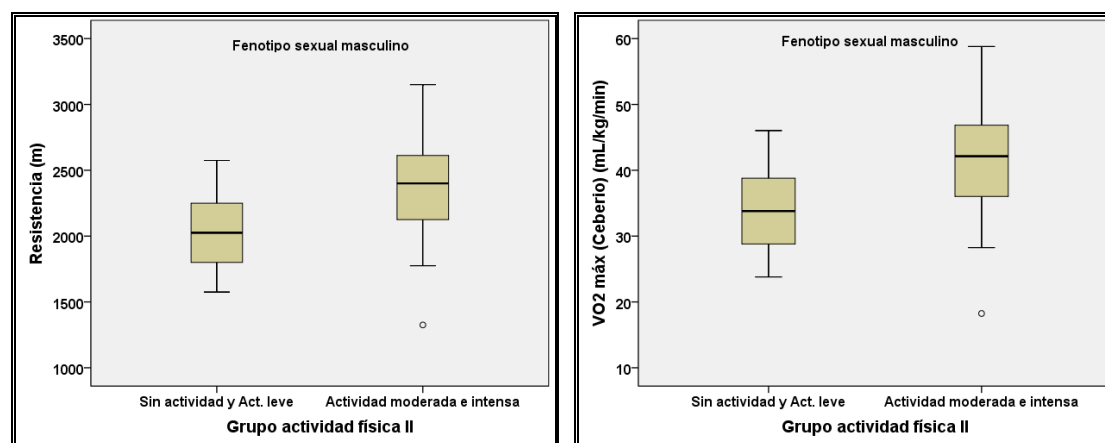 Fenotipo sexual masculino
Resistencia (m)
3500
3000
2500
2000
1500
1000
Sin actividad y Act. leve
Actividad moderada e intensa
Grupo actividad física II
Fenotipo sexual masculino
VO2 máx (Ceberio) (mL/kg/min)
60
50
40
30
20
10
Sin actividad y Act. leve
Actividad moderada e intensa
Grupo actividad física II